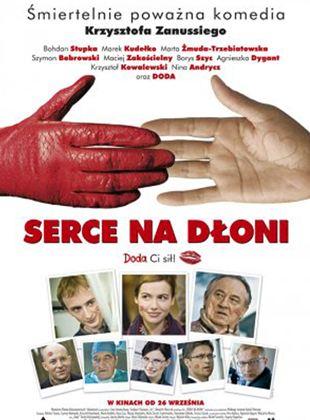 Śmiertelnie poważna komedia
Krzysztofa Zanussiego
Bohdan Stupka • Marek Kudełko • Marta Żmuda-Trzebiatowska
Szymon Bobrowski • Maciej Zakościelny • Borys Szyc • Agnieszka Dygant
Krzysztof Kowalewski • Nina Andrycz
oraz DODA
SERCE NA DŁONI
Doda Ci sił!
W KINACH OD 26 WRZEŚNIA